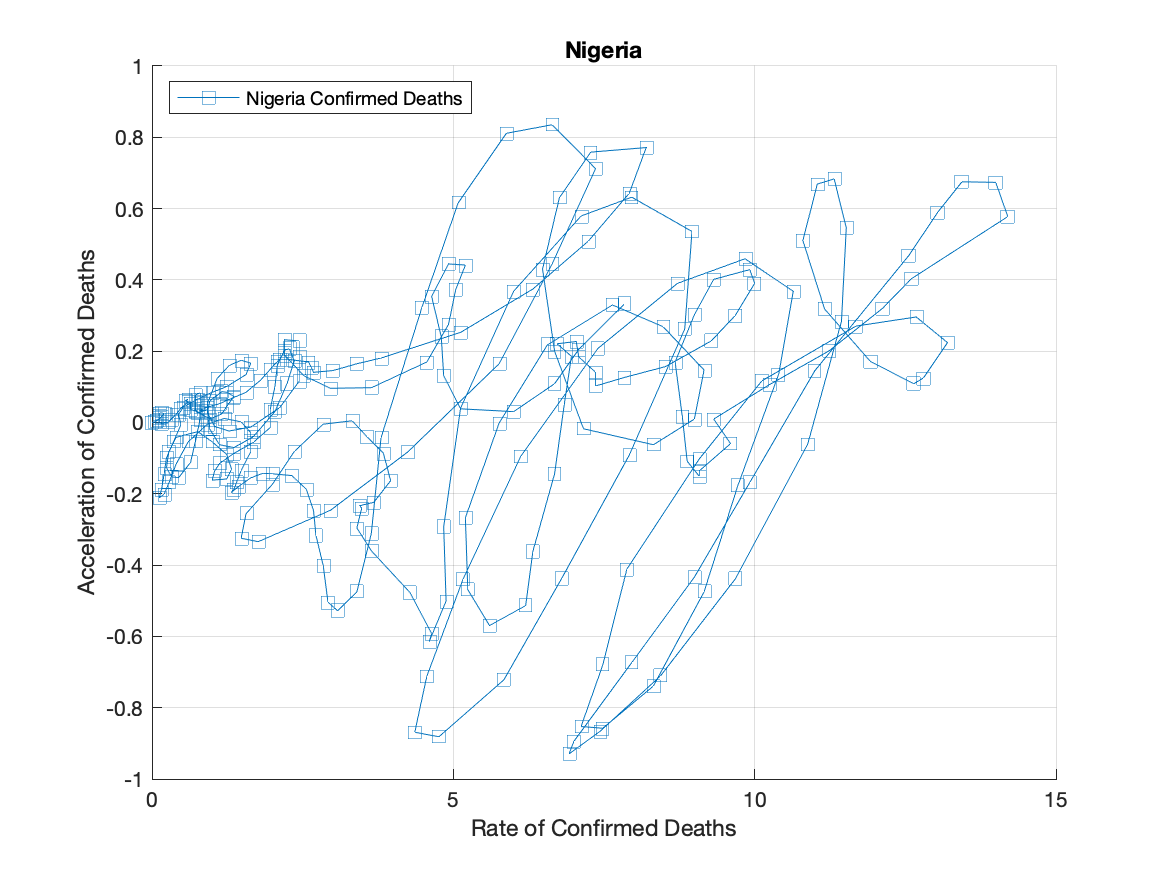 Nigeria
Nigeria Confirmed Deaths
1
0.8
0.6
0.4
0.2
0
-0.2
-0.4
-0.6
-0.8
-1
Acceleration of Confirmed Deaths
0 5 10 15
Rate of Confirmed Deaths